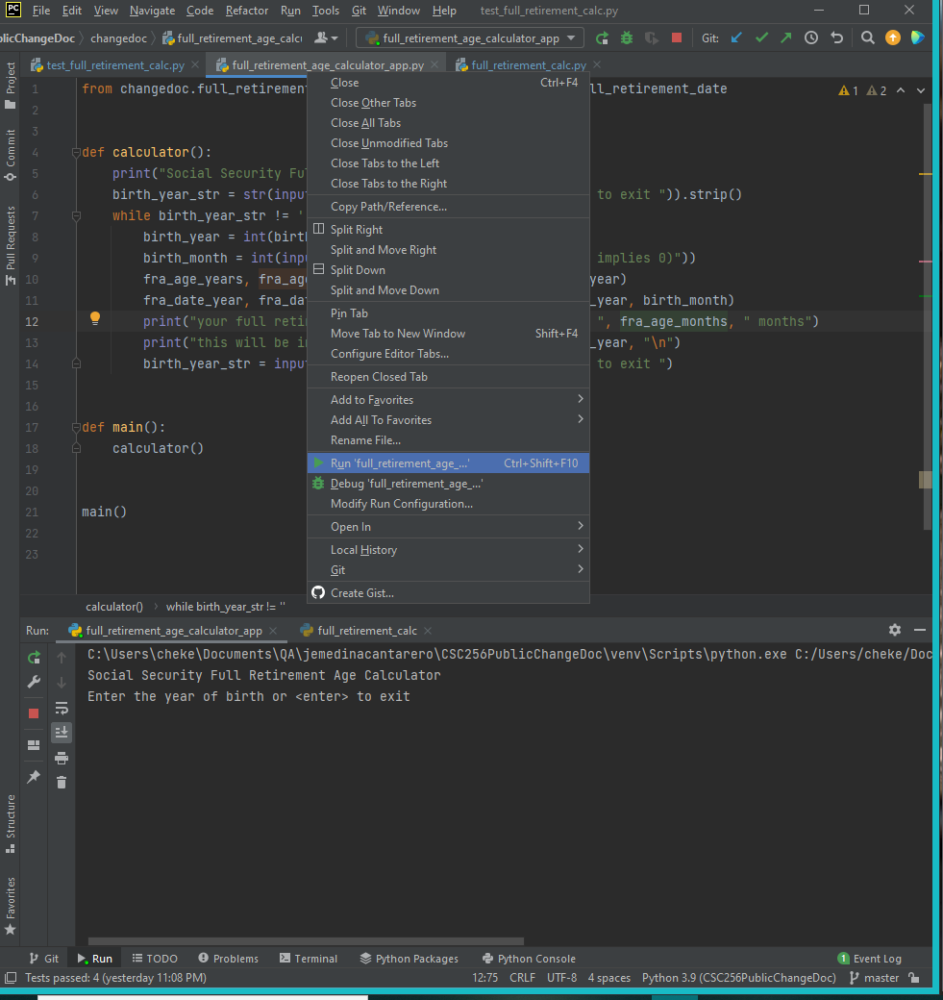 PC File Edit View Navigate Code Refactor Run Tools Git Window Help test_full_retirement_calc.py
blicChangeDoc changedoc full_retirement_age_calcu full_retirement_age_calculator_app Git:
test_full_retirement_calc.py full_retirement_age_calculator_app.py full_retirement_calc.py
Project
Commit
Pull Requests
1 from changedoc.full_retirement ll_retirement_date 1 2
2
3
4 def calculator():
5 print("Social Security Fu
6 birth_year_str = str(inpu to exit ")).strip()
7 while birth_year_str != '
8 birth_year = int(birt
9 birth_month = int(inpu implies 0)"))
10 fra_age_years, fra_age year)
11 fra_date_year, fra_da _year, birth_month)
12 print("your full reti ", fra_age_months, " months")
13 print("this will be i _year, "\n")
14 birth_year_str = inpu to exit ")
15
16
17 def main():
18 calculator()
19
20
21 main()
22
23
Close Ctrl+F4
Close Other Tabs
Close All Tabs
Close Unmodified Tabs
Close Tabs to the Left
Close Tabs to the Right
Copy Path/Reference...
Split Right
Split and Move Right
Split Down
Split and Move Down
Pin Tab
Move Tab to New Window Shift+F4
Configure Editor Tabs...
Reopen Closed Tab
Add to Favorites
Add All To Favorites
Rename File...
Run 'full_retirement_age_...' Ctrl+Shift+F10
Debug 'full_retirement_age_...'
Modify Run Configuration...
Open In
Local History
Git
Create Gist...
calculator() while birth_year_str != ''
Run: full_retirement_age_calculator_app full_retirement_calc
C:\Users\cheke\Documents\QA\jemedinacantarero\CSC256PublicChangeDoc\venv\Scripts\python.exe C:/Users/cheke/Doc
Social Security Full Retirement Age Calculator
Enter the year of birth or <enter> to exit
Structure
Favorites
Git Run TODO Problems Terminal Python Packages Python Console 1 Event Log
Tests passed: 4 (yesterday 11:08 PM) 12:75 CRLF UTF-8 4 spaces Python 3.9 (CSC256PublicChangeDoc) master